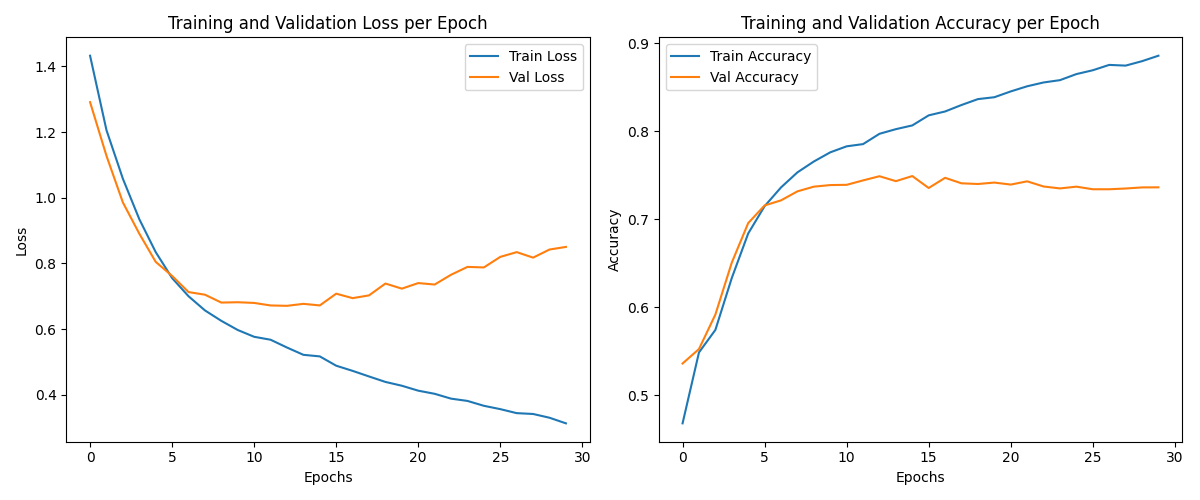 Training and Validation Loss per Epoch
Train Loss
Val Loss
1.4
1.2
1.0
0.8
0.6
0.4
Loss
0 5 10 15 20 25 30
Epochs
Training and Validation Accuracy per Epoch
Train Accuracy
Val Accuracy
0.9
0.8
0.7
0.6
0.5
Accuracy
0 5 10 15 20 25 30
Epochs